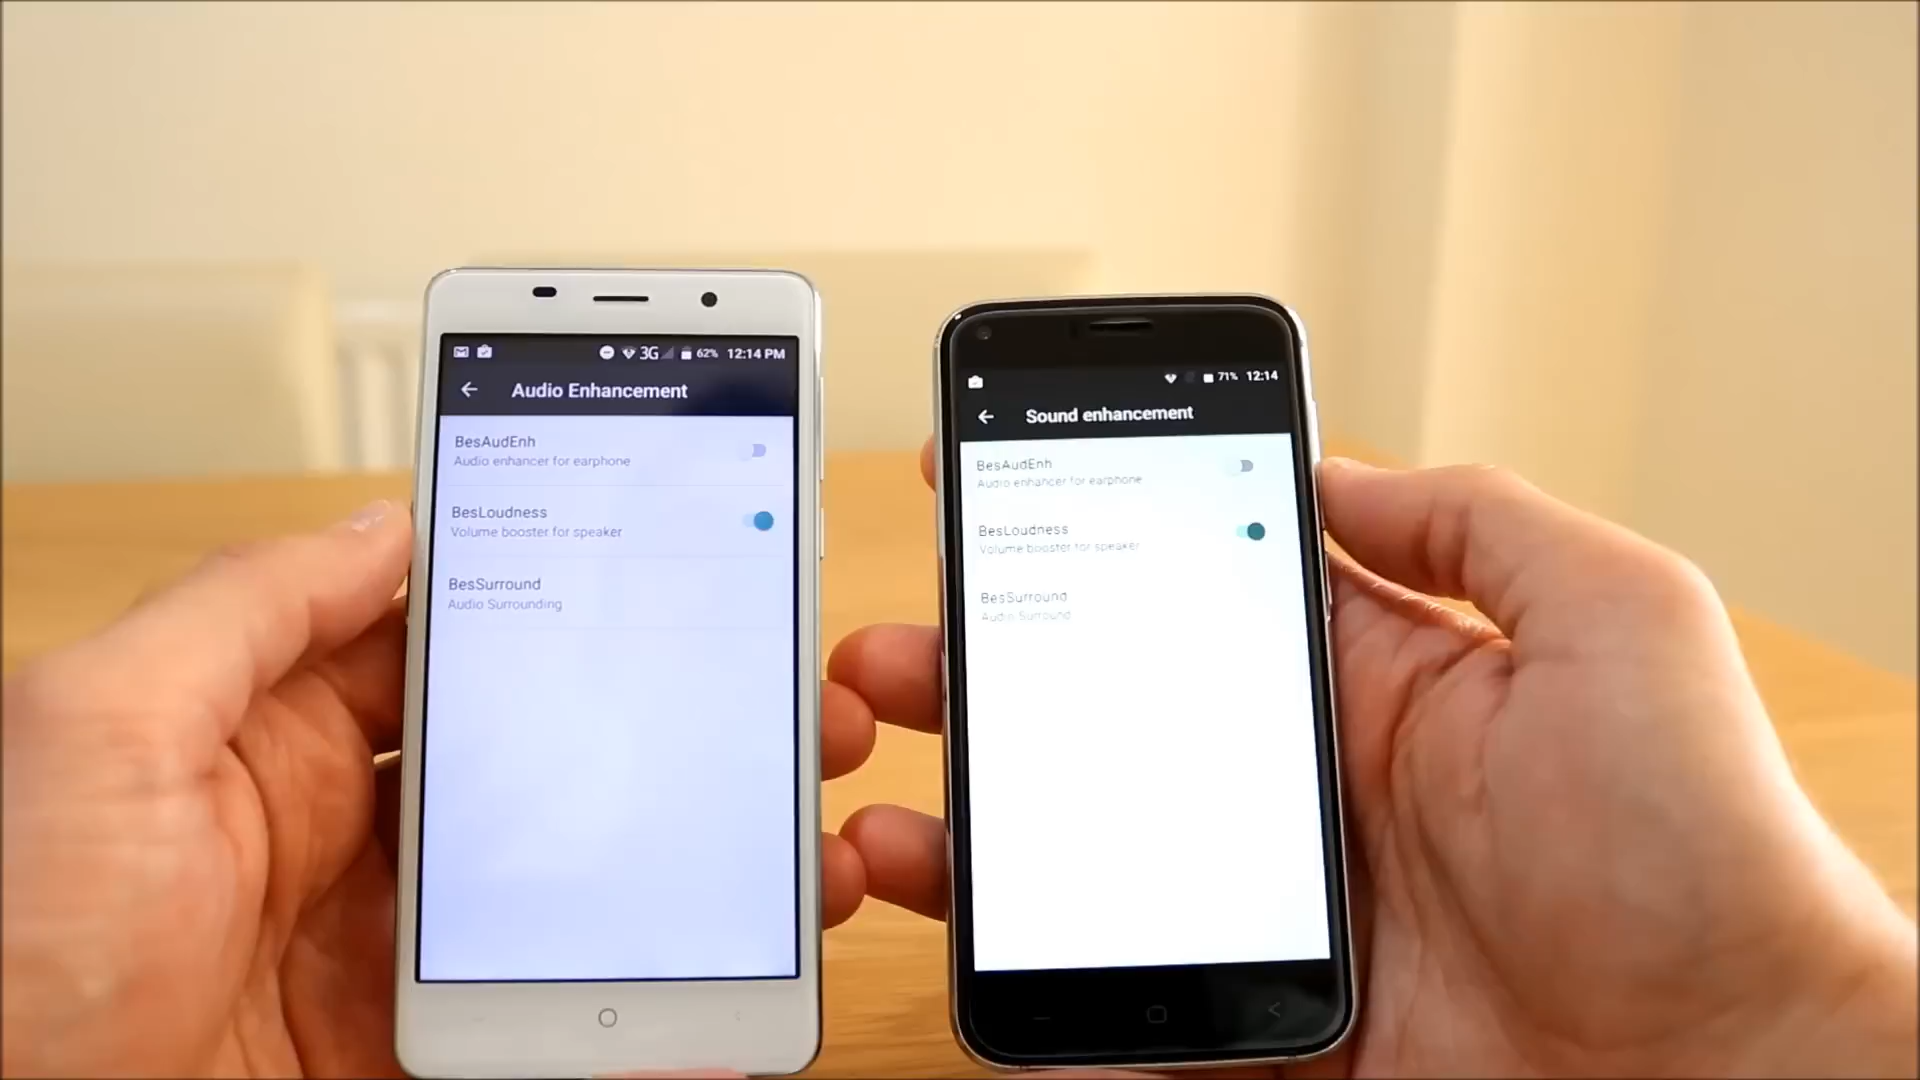 3G 62% 12:14 PM
Audio Enhancement
BesAudEnh
Audio enhancer for earphone
BesLoudness
Volume booster for speaker
BesSurround
Audio Surrounding
71% 12:14
Sound enhancement
BesAudEnh
Audio enhancer for earphone
BesLoudness
Volume booster for speaker
BesSurround
Audio Surround